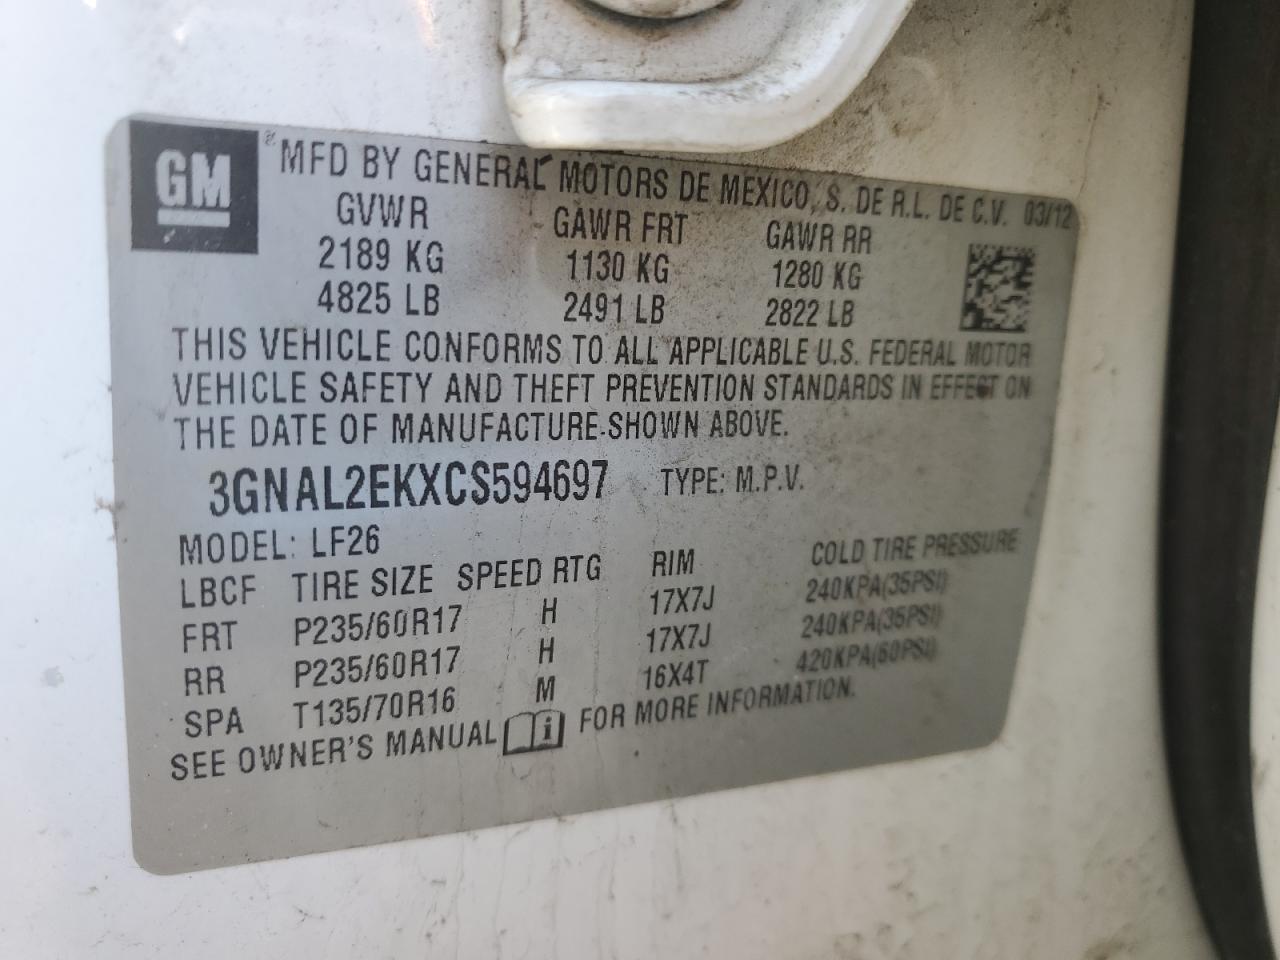 GM
MFD BY GENERAL MOTORS DE MEXICO, S. DE R.L. DE C.V. 03/12
GVWR GAWR FRT GAWR RR
2189 KG 1130 KG 1280 KG
4825 LB 2491 LB 2822 LB
THIS VEHICLE CONFORMS TO ALL APPLICABLE U.S. FEDERAL MOTOR
VEHICLE SAFETY AND THEFT PREVENTION STANDARDS IN EFFECT ON
THE DATE OF MANUFACTURE SHOWN ABOVE.
3GNAL2EKXCS594697 TYPE: M.P.V.
MODEL: LF26
LBCF TIRE SIZE SPEED RTG RIM COLD TIRE PRESSURE
FRT P235/60R17 H 17X7J 240KPA(35PSI)
RR P235/60R17 H 17X7J 240KPA(35PSI)
SPA T135/70R16 M 16X4T 420KPA(60PSI)
SEE OWNER'S MANUAL i FOR MORE INFORMATION.